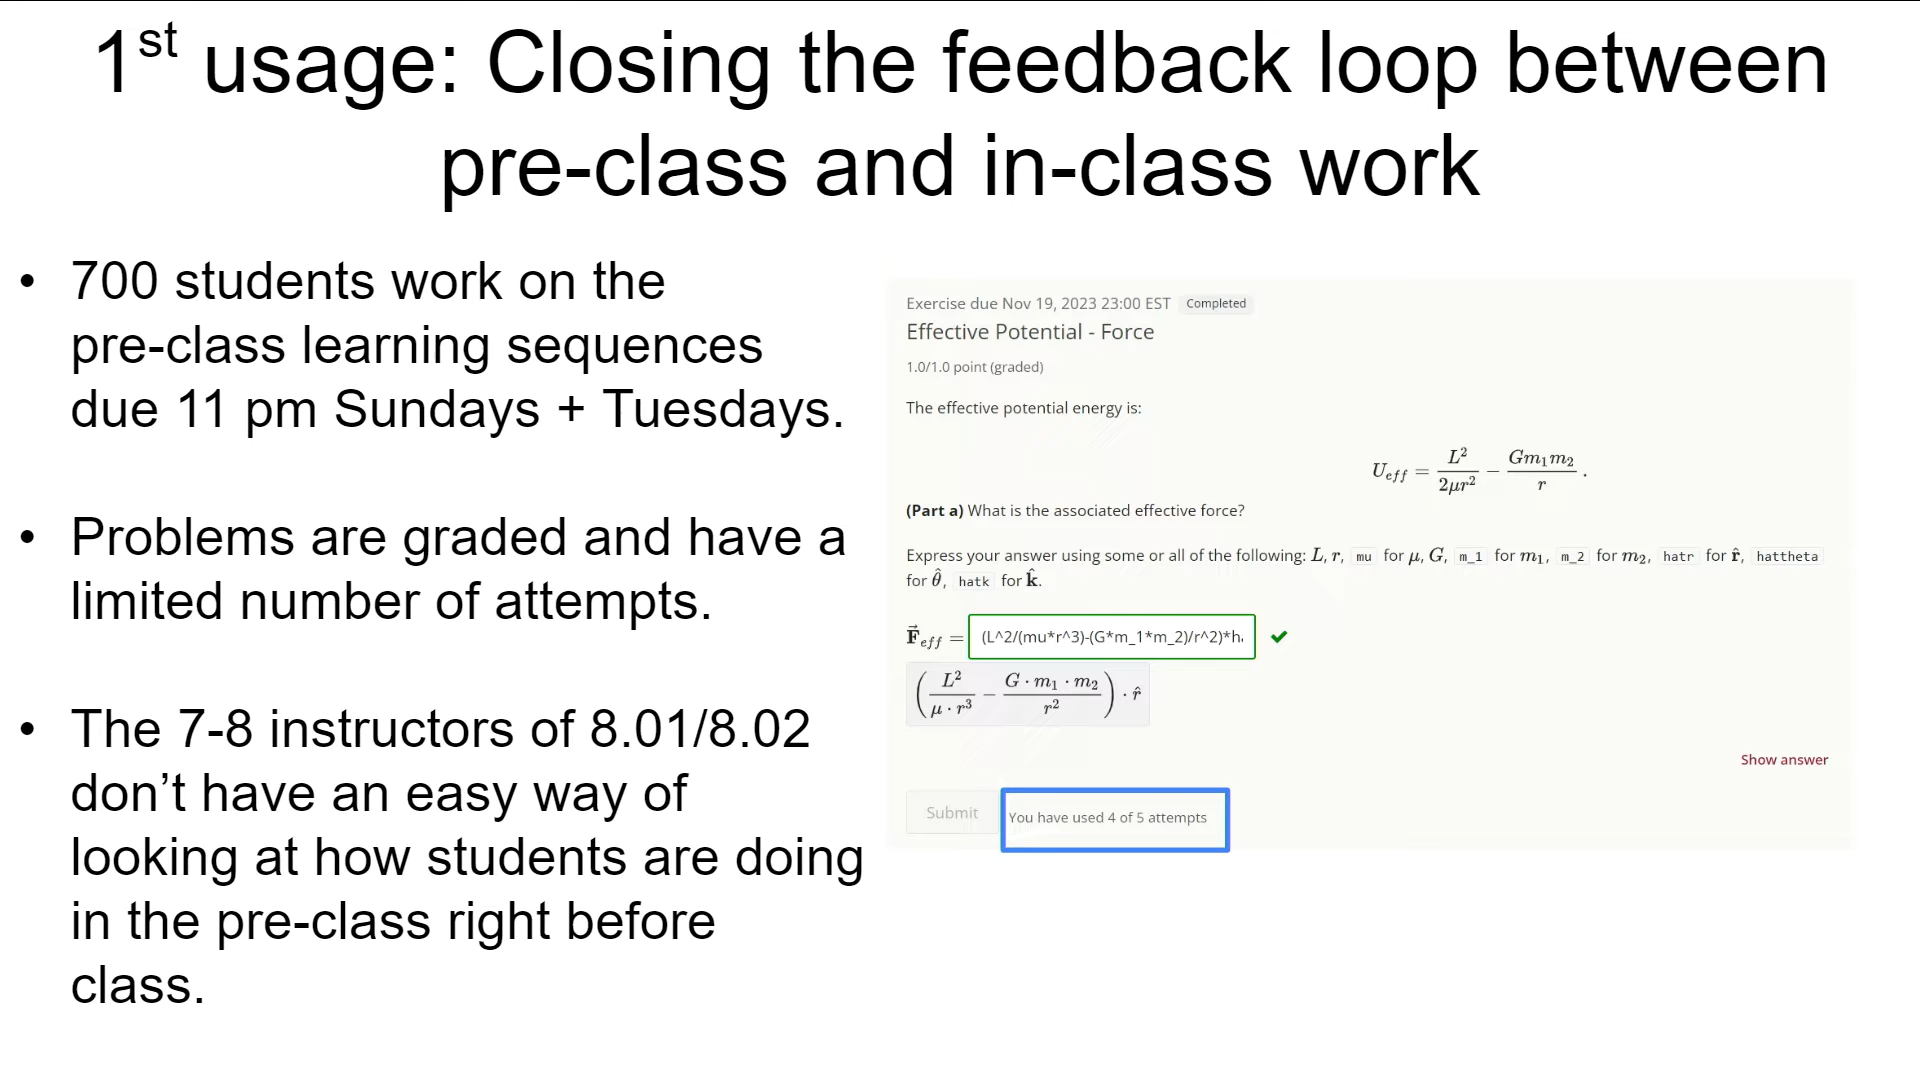 1st usage: Closing the feedback loop between
pre-class and in-class work
• 700 students work on the
pre-class learning sequences
due 11 pm Sundays + Tuesdays.
• Problems are graded and have a
limited number of attempts.
• The 7-8 instructors of 8.01/8.02
don’t have an easy way of
looking at how students are doing
in the pre-class right before
class.
Exercise due Nov 19, 2023 23:00 EST Completed
Effective Potential - Force
1.0/1.0 point (graded)
The effective potential energy is:
U_eff = L²/2μr² − Gm₁m₂/r .
(Part a) What is the associated effective force?
Express your answer using some or all of the following: L, r, mu for μ, G, m_1 for m₁, m_2 for m₂, hatr for r̂, hattheta
for θ̂, hatk for k̂.
F⃗_eff = (L^2/(mu*r^3)-(G*m_1*m_2)/r^2)*h
(L²/μ · r³ − G · m₁ · m₂/r²) · r̂
Show answer
Submit You have used 4 of 5 attempts